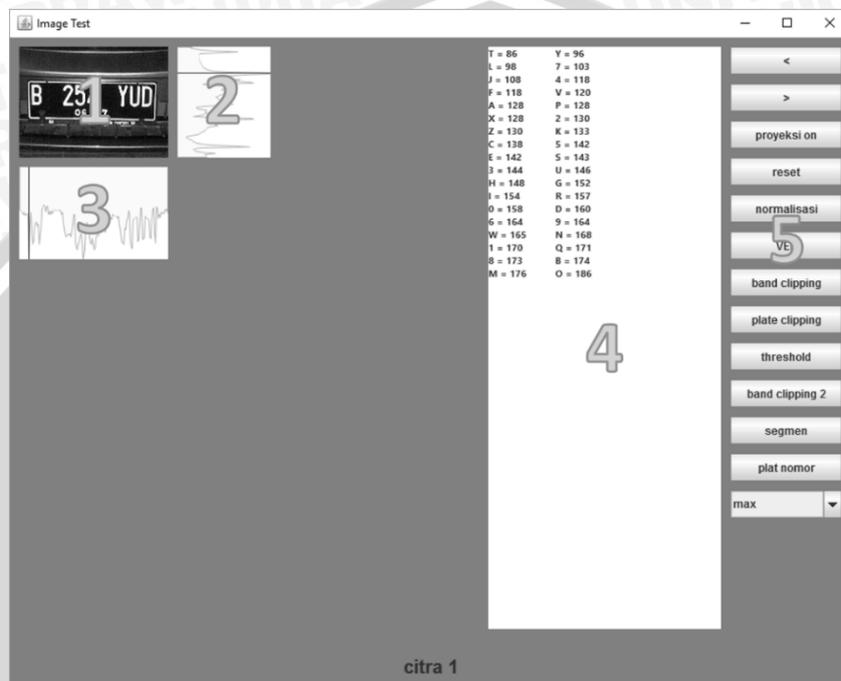 Image Test
B 254 YUD
1
2
3
T = 86 Y = 96
L = 98 7 = 103
J = 108 4 = 118
F = 118 V = 120
A = 128 P = 128
X = 128 2 = 130
Z = 130 K = 133
C = 138 5 = 142
E = 142 S = 143
3 = 144 U = 146
H = 148 G = 152
I = 154 R = 157
0 = 158 D = 160
6 = 164 9 = 164
W = 165 N = 168
1 = 170 Q = 171
8 = 173 B = 174
M = 176 O = 186
4
<
>
proyeksi on
reset
normalisasi
VE
5
band clipping
plate clipping
threshold
band clipping 2
segmen
plat nomor
max
citra 1